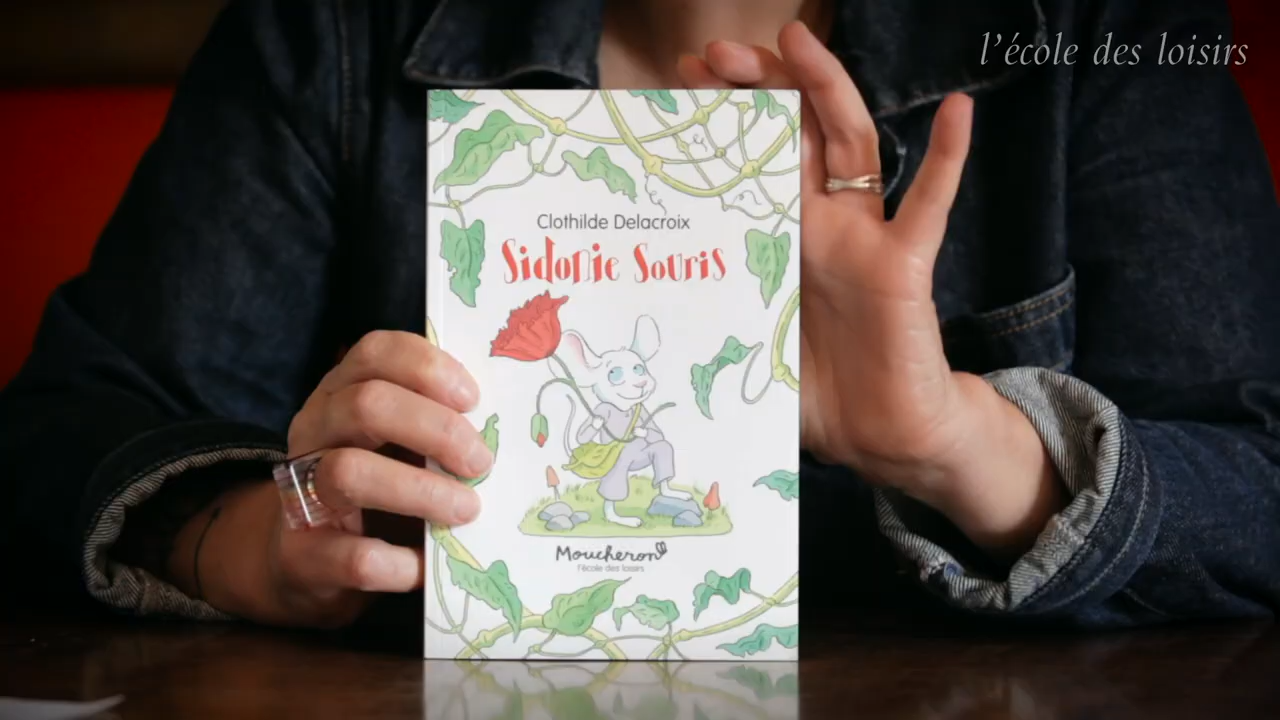 l'école des loisirs
Clothilde Delacroix
Sidonie Souris
Moucheron
l'école des loisirs